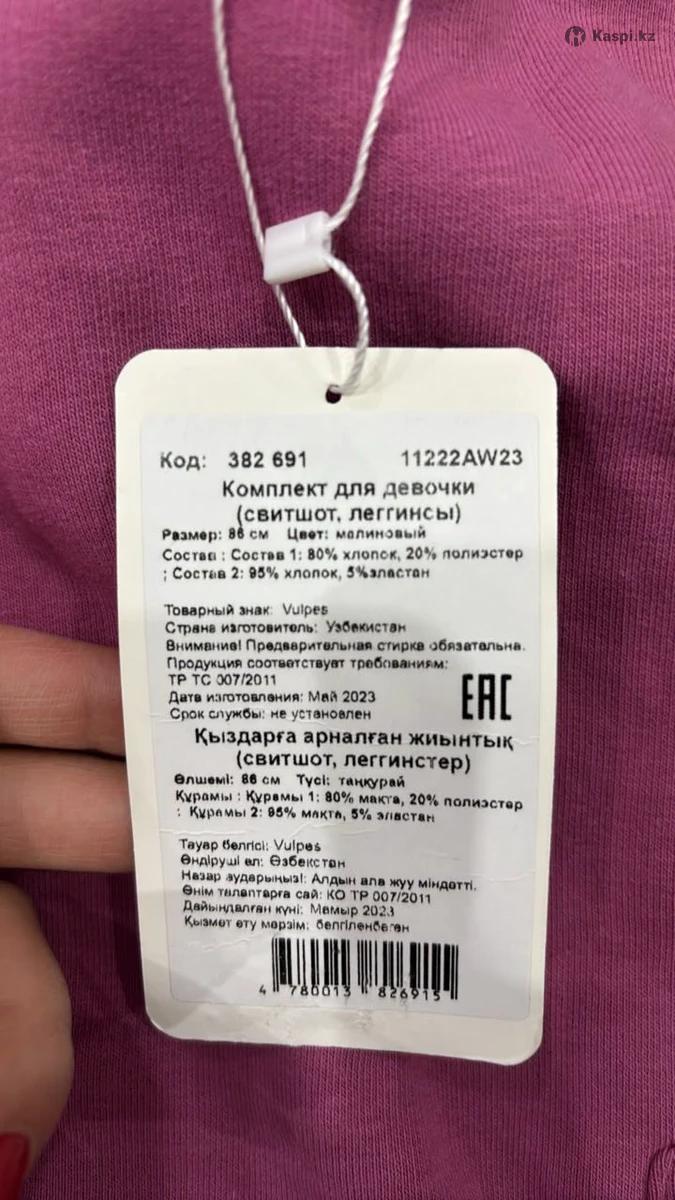 Kaspi.kz
Код: 382 691 11222AW23
Комплект для девочки
(свитшот, леггинсы)
Размер: 86 см Цвет: малиновый
Состав : Состав 1: 80% хлопок, 20% полиэстер
; Состав 2: 95% хлопок, 5%эластан
Товарный знак: Vulpes
Страна изготовитель: Узбекистан
Внимание! Предварительная стирка обязательна.
Продукция соответствует требованиям:
ТР ТС 007/2011
Дата изготовления: Май 2023
Срок службы: не установлен
EAC
Қыздарға арналған жиынтық
(свитшот, леггинстер)
Өлшемі: 86 см Түсі: таңқурай
Құрамы : Құрамы 1: 80% мақта, 20% полиэстер
; Құрамы 2: 95% мақта, 5% эластан
Тауар белгісі: Vulpes
Өндіруші ел: Өзбекстан
Назар аударыңыз!: Алдын ала жуу міндетті.
Өнім талаптарға сай: КО ТР 007/2011
Дайындалған күні: Мамыр 2023
Қызмет ету мерзім: белгіленбеген
4 780013 826915